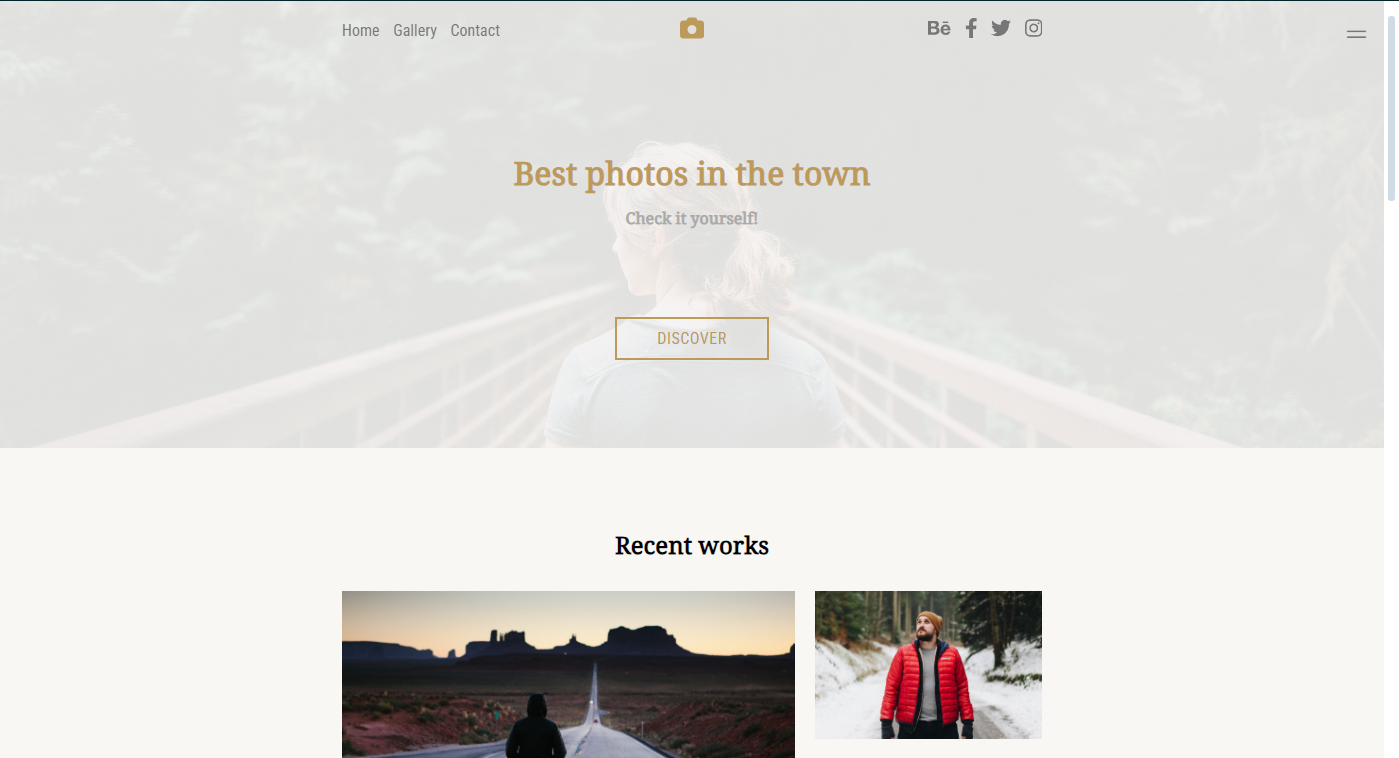 Home Gallery Contact
Bē
Best photos in the town
Check it yourself!
DISCOVER
Recent works